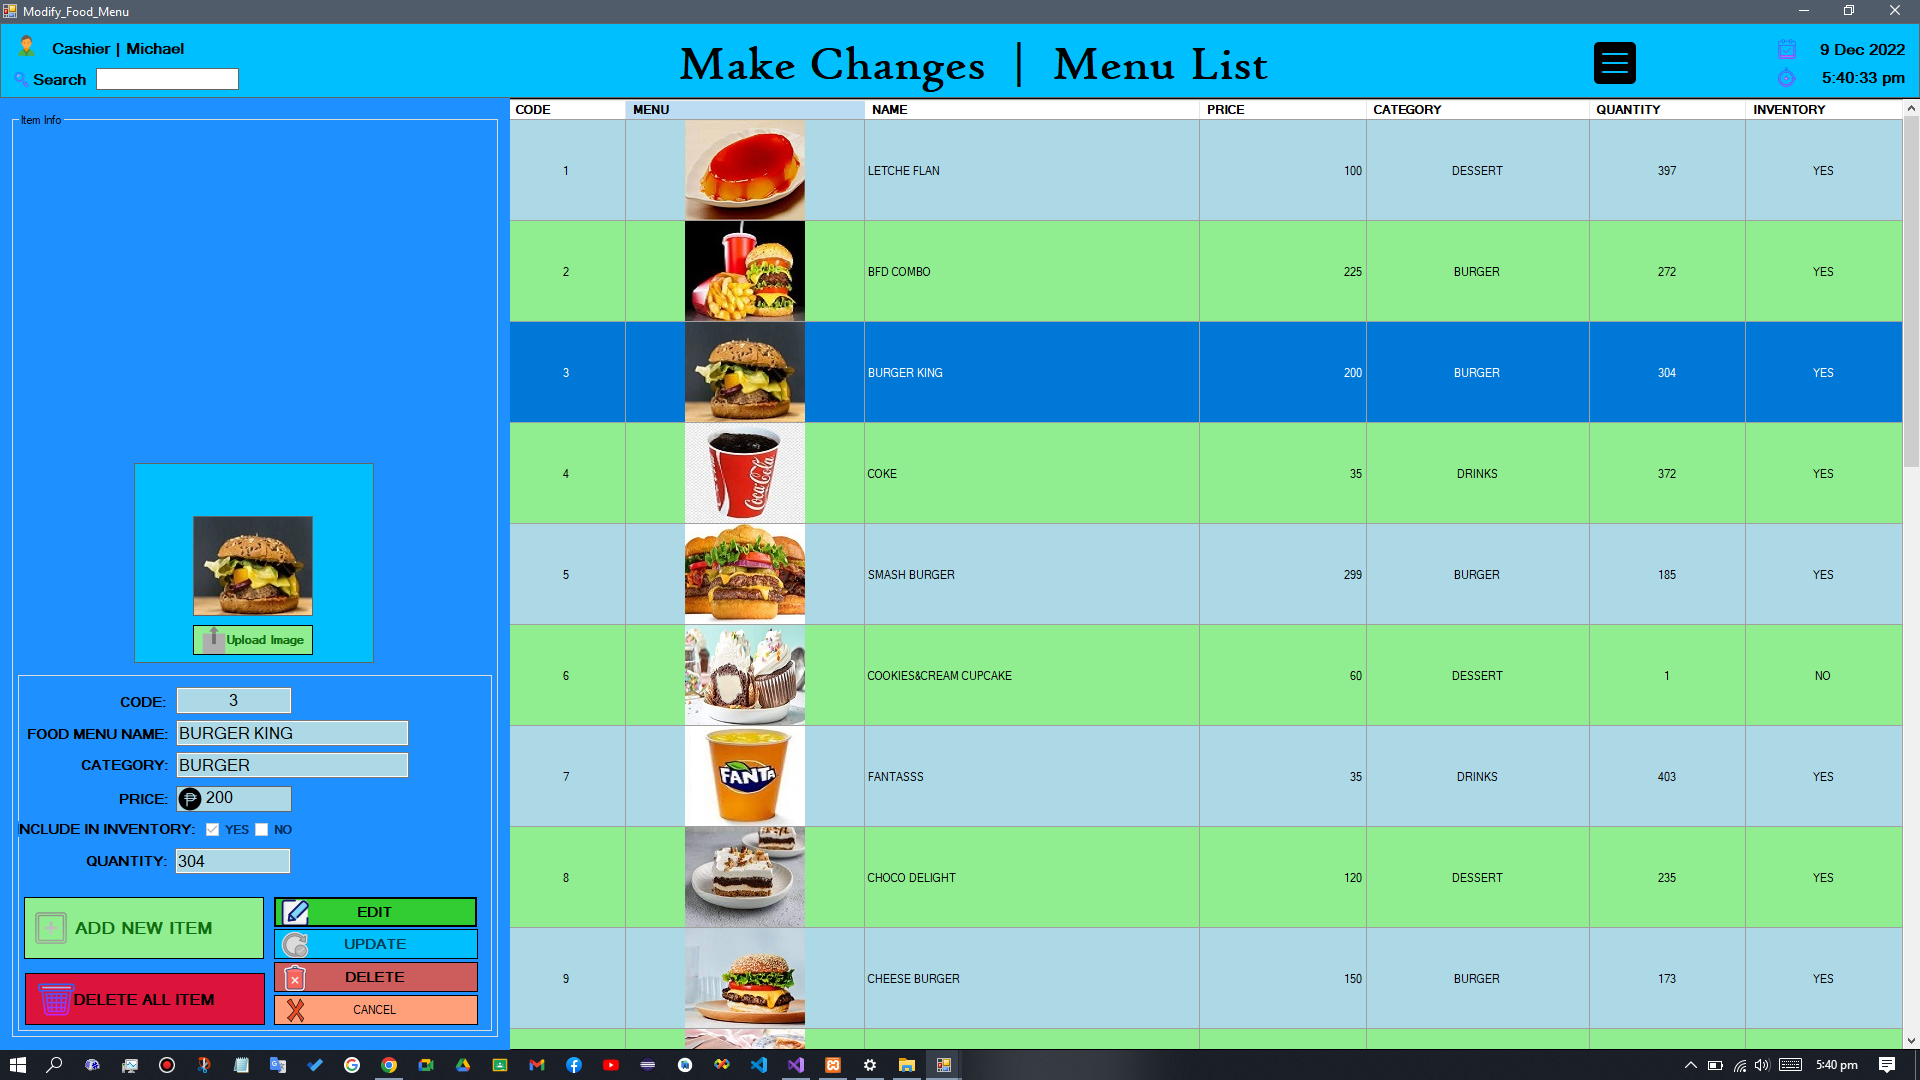 Modify_Food_Menu
Cashier | Michael
Search
Make Changes | Menu List
9 Dec 2022
5:40:33 pm
Item Info
Upload Image
CODE: 3
FOOD MENU NAME: BURGER KING
CATEGORY: BURGER
PRICE: ₱ 200
NCLUDE IN INVENTORY: YES NO
QUANTITY: 304
ADD NEW ITEM
DELETE ALL ITEM
EDIT
UPDATE
DELETE
CANCEL
CODE MENU NAME PRICE CATEGORY QUANTITY INVENTORY
1 LETCHE FLAN 100 DESSERT 397 YES
2 BFD COMBO 225 BURGER 272 YES
3 BURGER KING 200 BURGER 304 YES
4 Coca-Cola COKE 35 DRINKS 372 YES
5 SMASH BURGER 299 BURGER 185 YES
6 COOKIES&CREAM CUPCAKE 60 DESSERT 1 NO
7 FANTA FANTASSS 35 DRINKS 403 YES
8 CHOCO DELIGHT 120 DESSERT 235 YES
9 CHEESE BURGER 150 BURGER 173 YES
5:40 pm